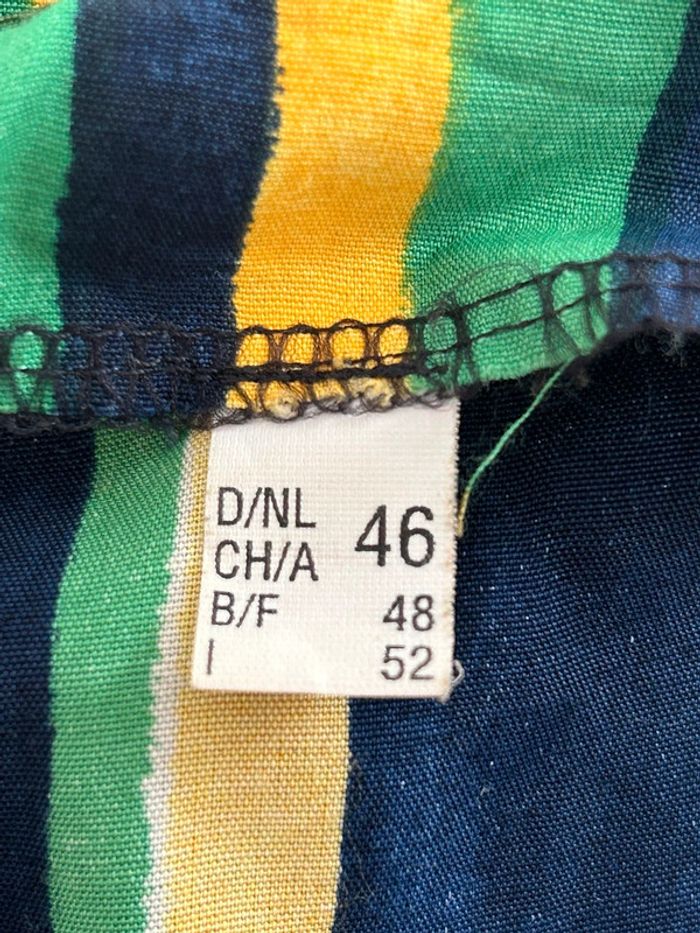 D/NL
CH/A 46
B/F 48
I 52